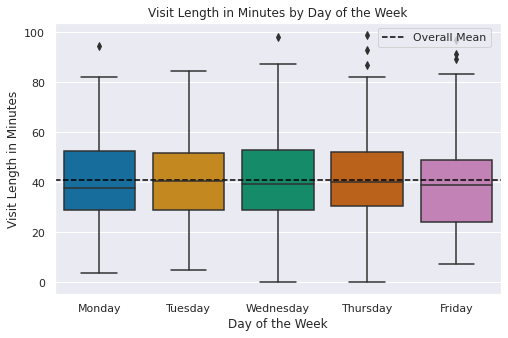 Visit Length in Minutes by Day of the Week
Overall Mean
Visit Length in Minutes
100
80
60
40
20
0
Monday Tuesday Wednesday Thursday Friday
Day of the Week